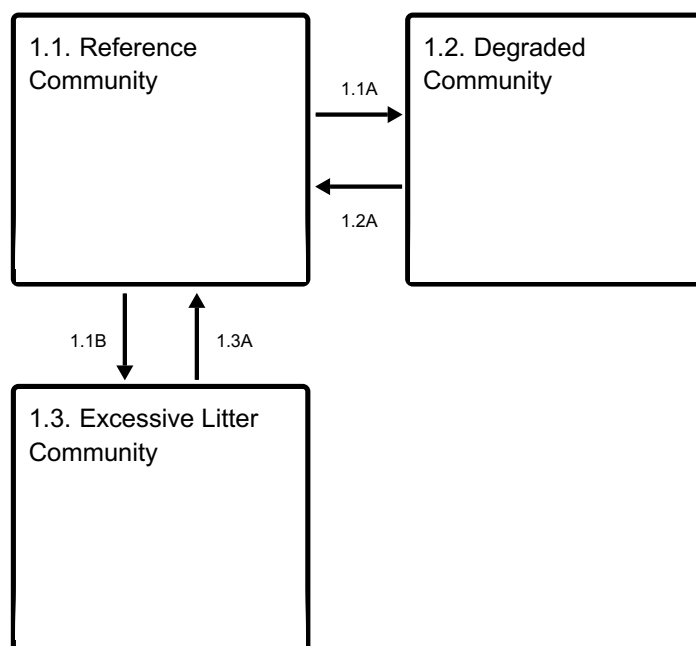 1.1. Reference
Community
1.2. Degraded
Community
1.1A
1.2A
1.1B
1.3A
1.3. Excessive Litter
Community